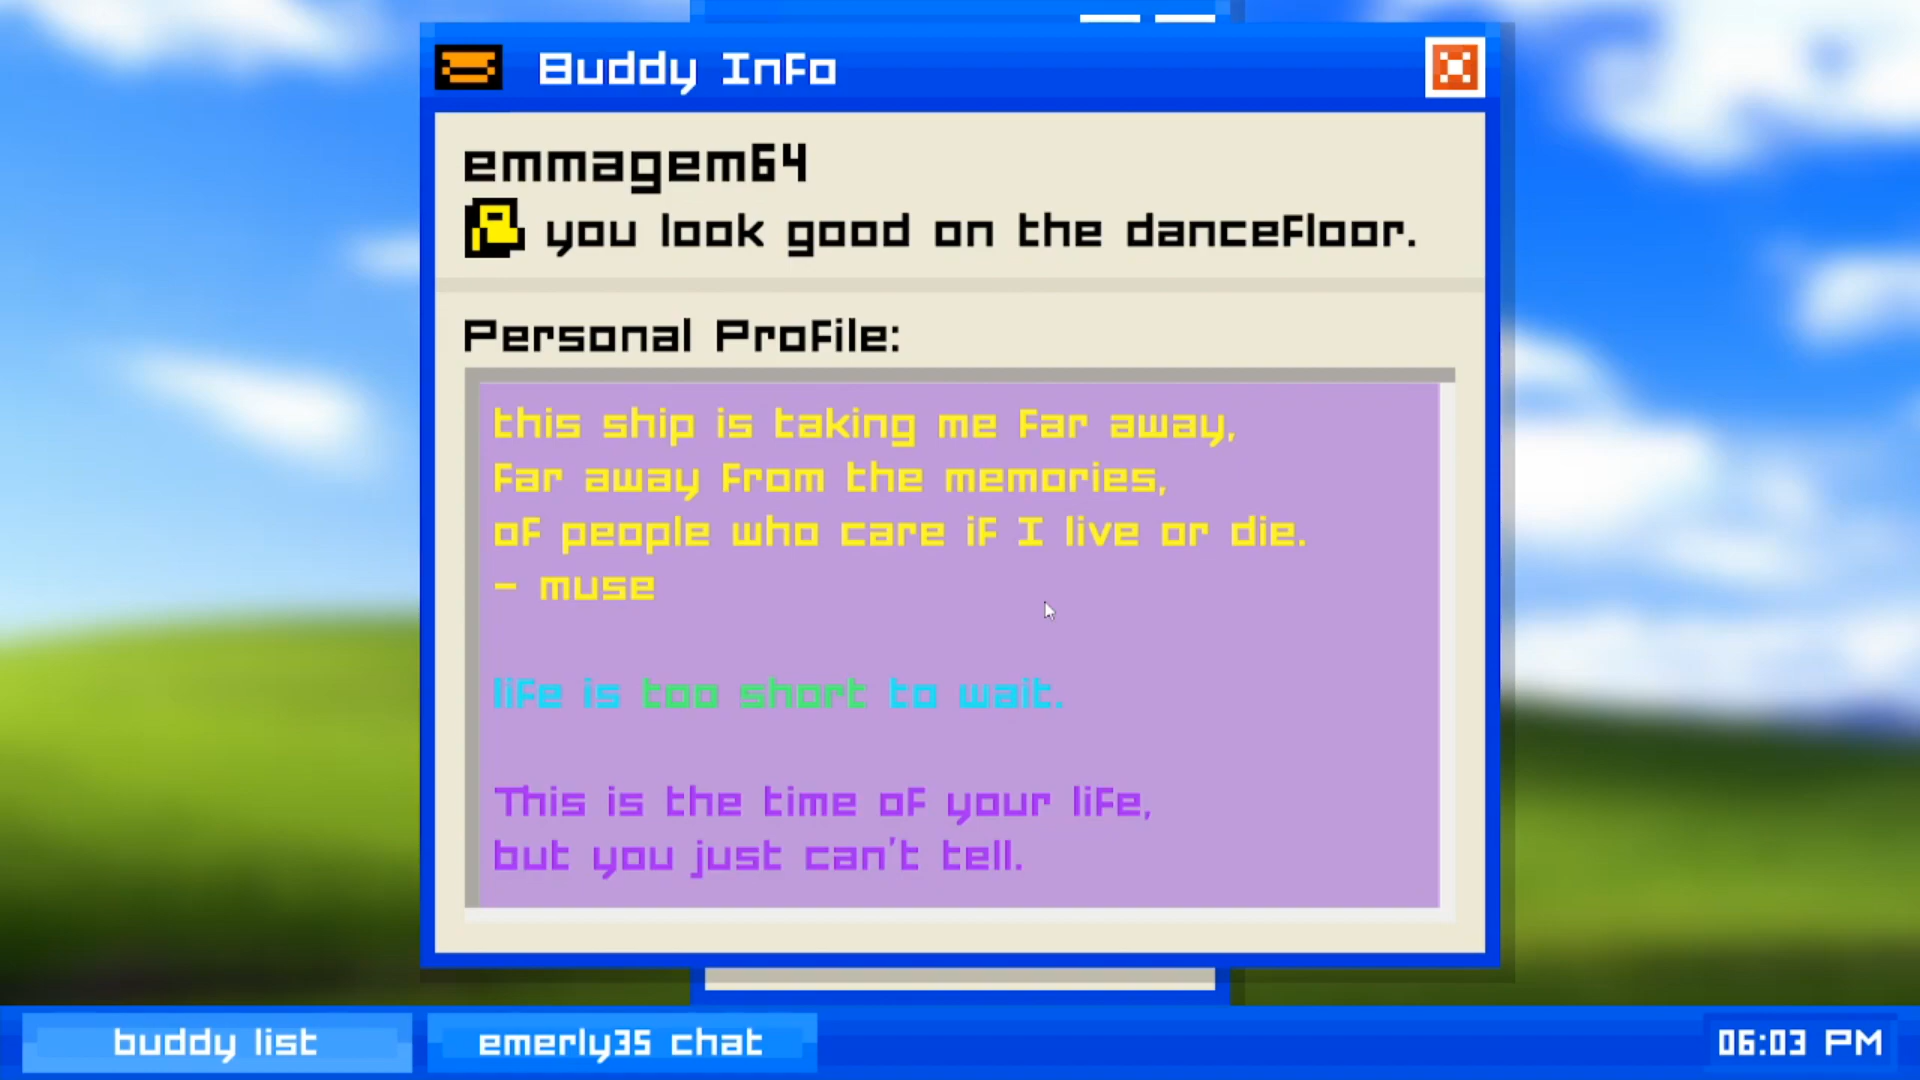 Buddy Info
emmagem64
you look good on the dancefloor.
Personal Profile:
this ship is taking me far away,
far away from the memories,
of people who care if I live or die.
- muse
life is too short to wait.
This is the time of your life,
but you just can't tell.
buddy list
emerly35 chat
06:03 PM